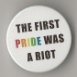 THE FIRST
PRIDE WAS
A RIOT